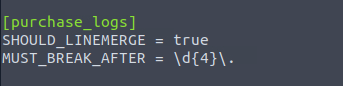 [purchase_logs]
SHOULD_LINEMERGE = true
MUST_BREAK_AFTER = \d{4}\.